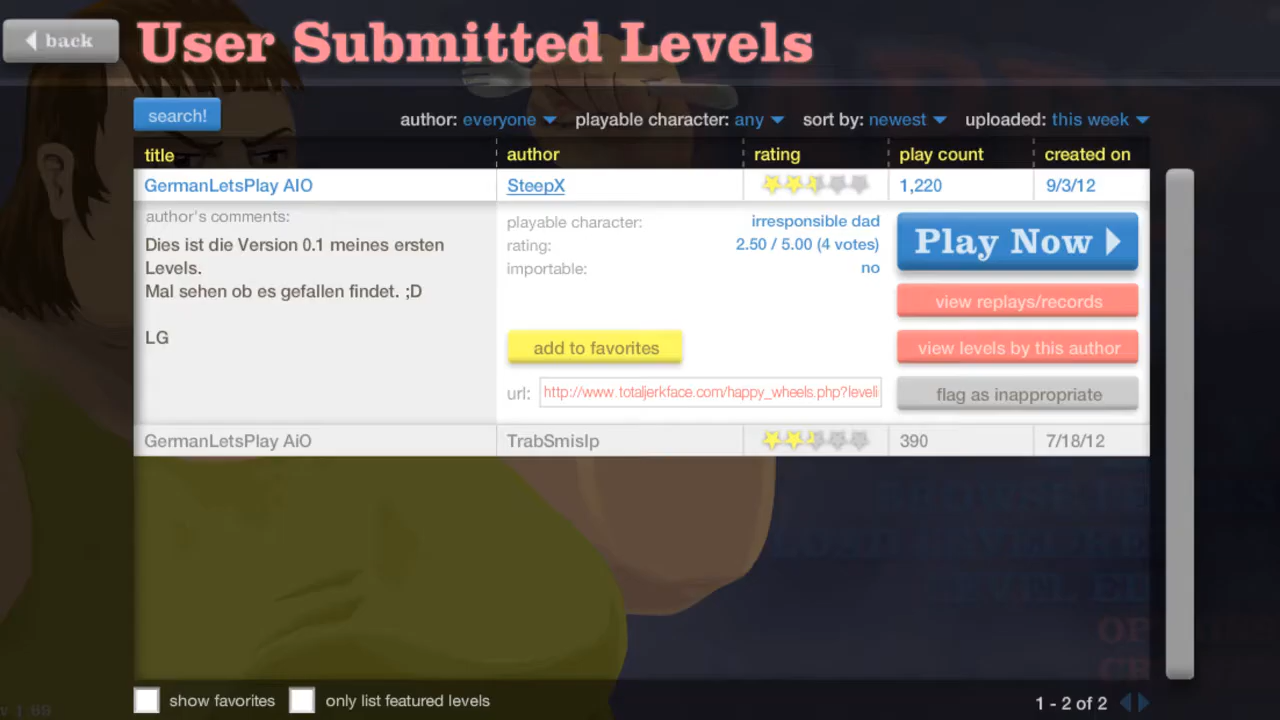 back
User Submitted Levels
search!
author: everyone playable character: any sort by: newest uploaded: this week
title author rating play count created on
GermanLetsPlay AIO SteepX 1,220 9/3/12
author's comments:
Dies ist die Version 0.1 meines ersten
Levels.
Mal sehen ob es gefallen findet. ;D
LG
playable character: irresponsible dad
rating: 2.50 / 5.00 (4 votes)
importable: no
add to favorites
url: http://www.totaljerkface.com/happy_wheels.php?leveli
Play Now
view replays/records
view levels by this author
flag as inappropriate
GermanLetsPlay AiO TrabSmislp 390 7/18/12
show favorites only list featured levels
1 - 2 of 2